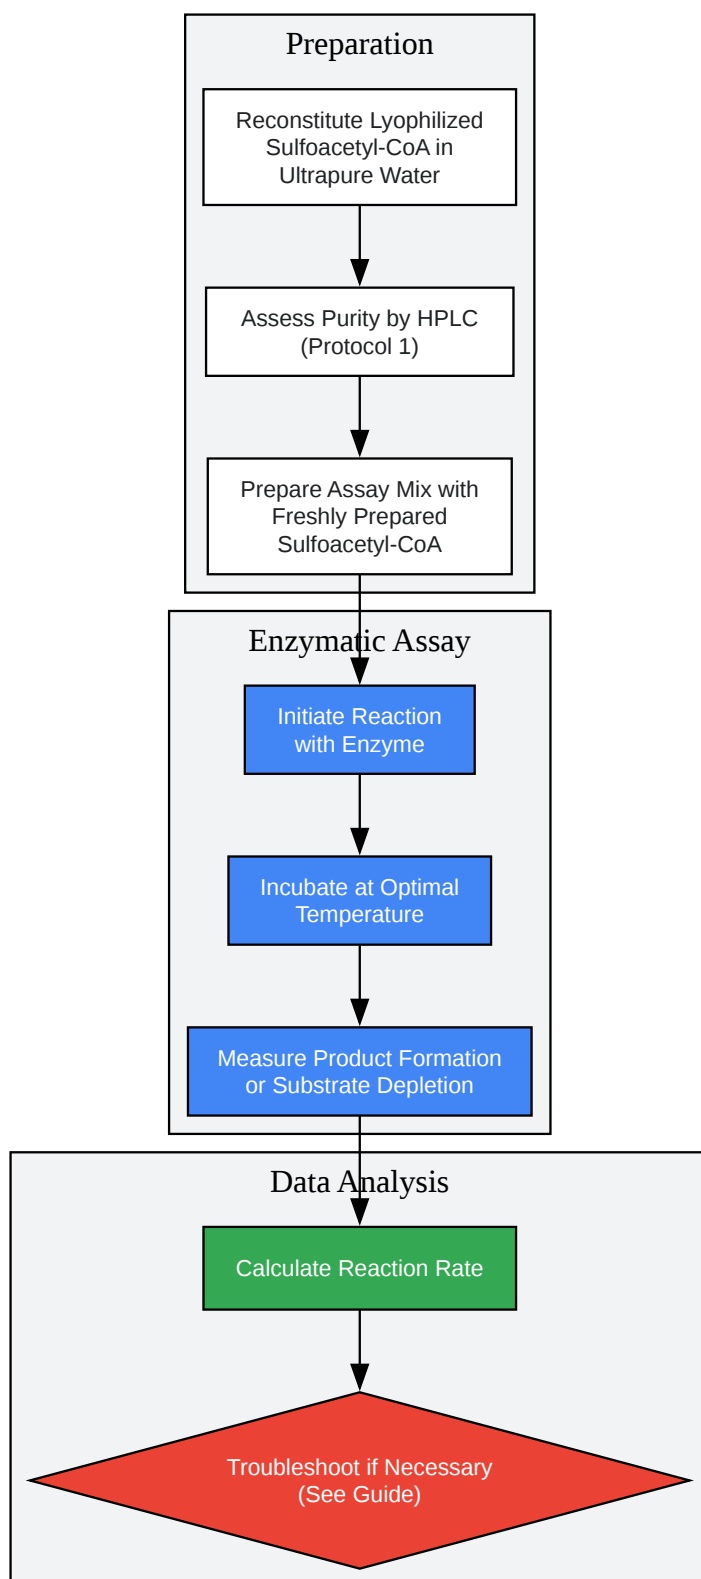 Preparation
Reconstitute Lyophilized
Sulfoacetyl-CoA in
Ultrapure Water
Assess Purity by HPLC
(Protocol 1)
Prepare Assay Mix with
Freshly Prepared
Sulfoacetyl-CoA
Enzymatic Assay
Initiate Reaction
with Enzyme
Incubate at Optimal
Temperature
Measure Product Formation
or Substrate Depletion
Data Analysis
Calculate Reaction Rate
Troubleshoot if Necessary
(See Guide)